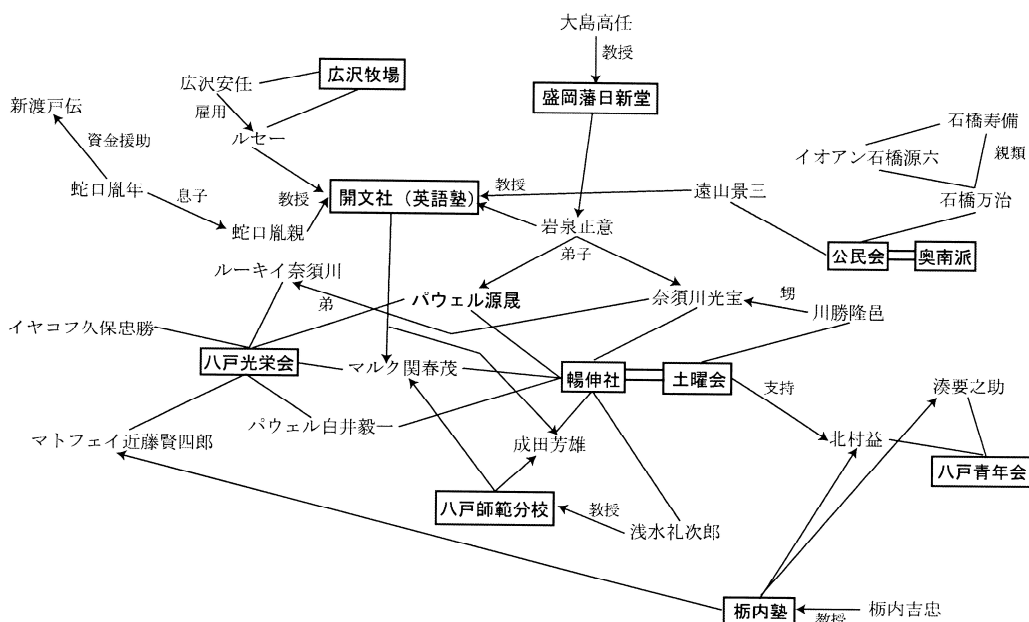 大島高任
教授
盛岡藩日新堂
広沢安任
広沢牧場
雇用
ルセー
新渡戸伝
資金援助
蛇口胤年
息子
蛇口胤親
教授
開文社（英語塾）
教授
遠山景三
石橋寿備
イオアン石橋源六
親類
石橋万治
公民会
奥南派
岩泉正意
弟子
ルーキイ奈須川
弟
パウェル源晟
奈須川光宝
甥
川勝隆邑
イヤコフ久保忠勝
八戸光栄会
マルク関春茂
暢伸社
土曜会
支持
湊要之助
マトフェイ近藤賢四郎
パウェル白井毅一
成田芳雄
北村益
八戸青年会
八戸師範分校
教授
浅水礼次郎
栃内塾
教授
栃内吉忠